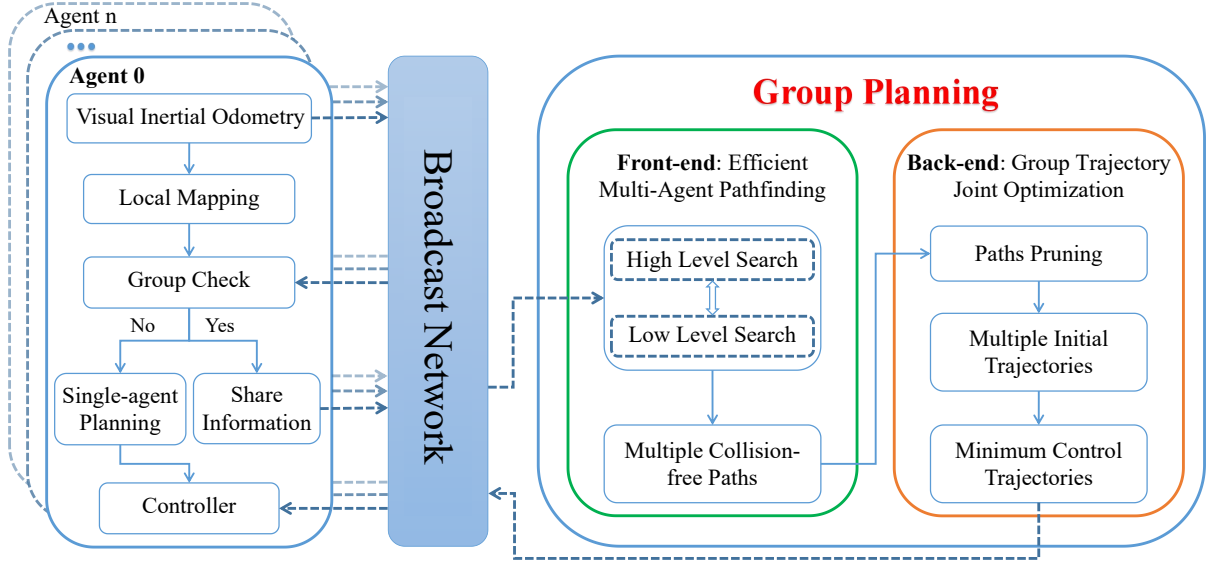 Agent n
Agent 0
Visual Inertial Odometry
Local Mapping
Group Check
No
Yes
Single-agent
Planning
Share
Information
Controller
Broadcast Network
Group Planning
Front-end: Efficient
Multi-Agent Pathfinding
High Level Search
Low Level Search
Multiple Collision-
free Paths
Back-end: Group Trajectory
Joint Optimization
Paths Pruning
Multiple Initial
Trajectories
Minimum Control
Trajectories